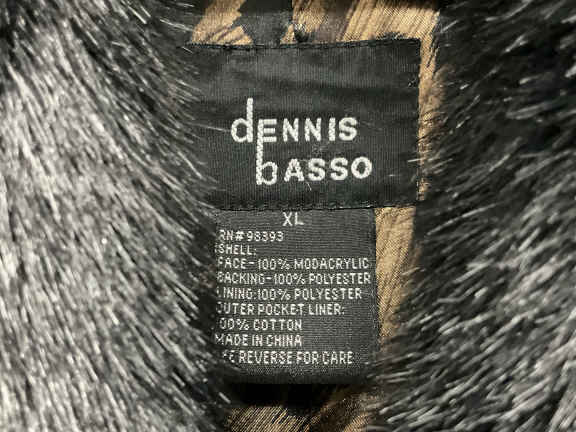 dENNIS
bASSO
XL
RN# 98393
SHELL:
FACE-100% MODACRYLIC
BACKING-100% POLYESTER
LINING:100% POLYESTER
OUTER POCKET LINER:
100% COTTON
MADE IN CHINA
SEE REVERSE FOR CARE